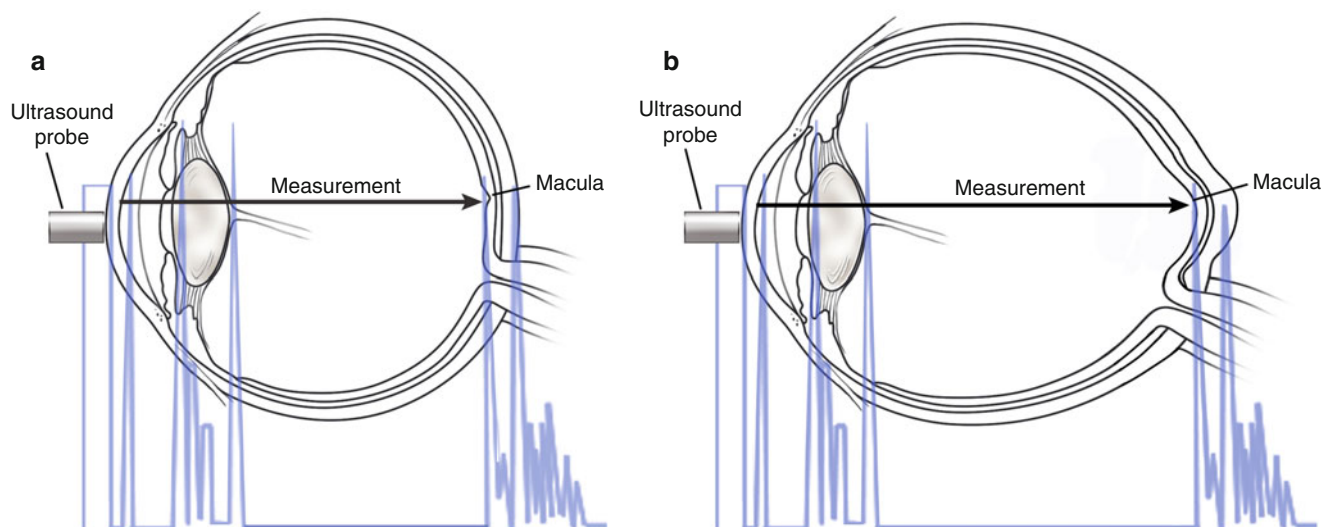 a
Ultrasound
probe
Measurement
Macula
b
Ultrasound
probe
Measurement
Macula